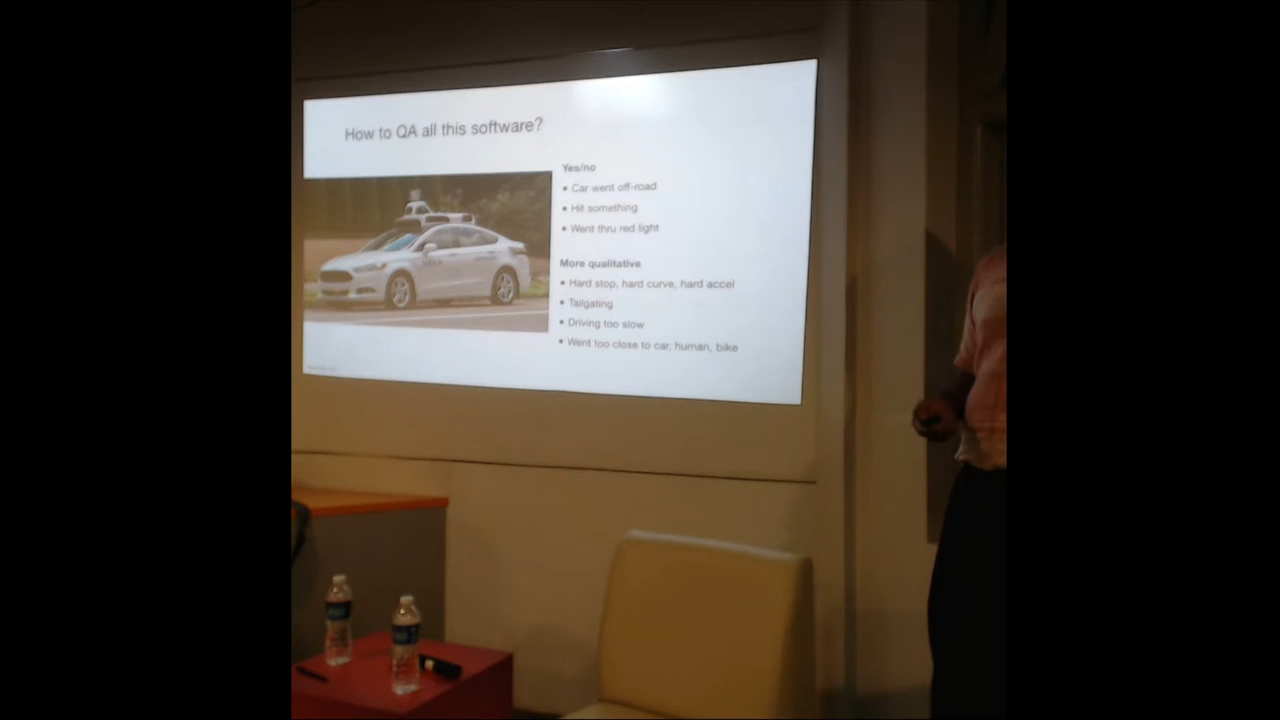 How to QA all this software?
Yes/no
• Car went off-road
• Hit something
• Went thru red light
More qualitative
• Hard stop, hard curve, hard accel
• Tailgating
• Driving too slow
• Went too close to car, human, bike